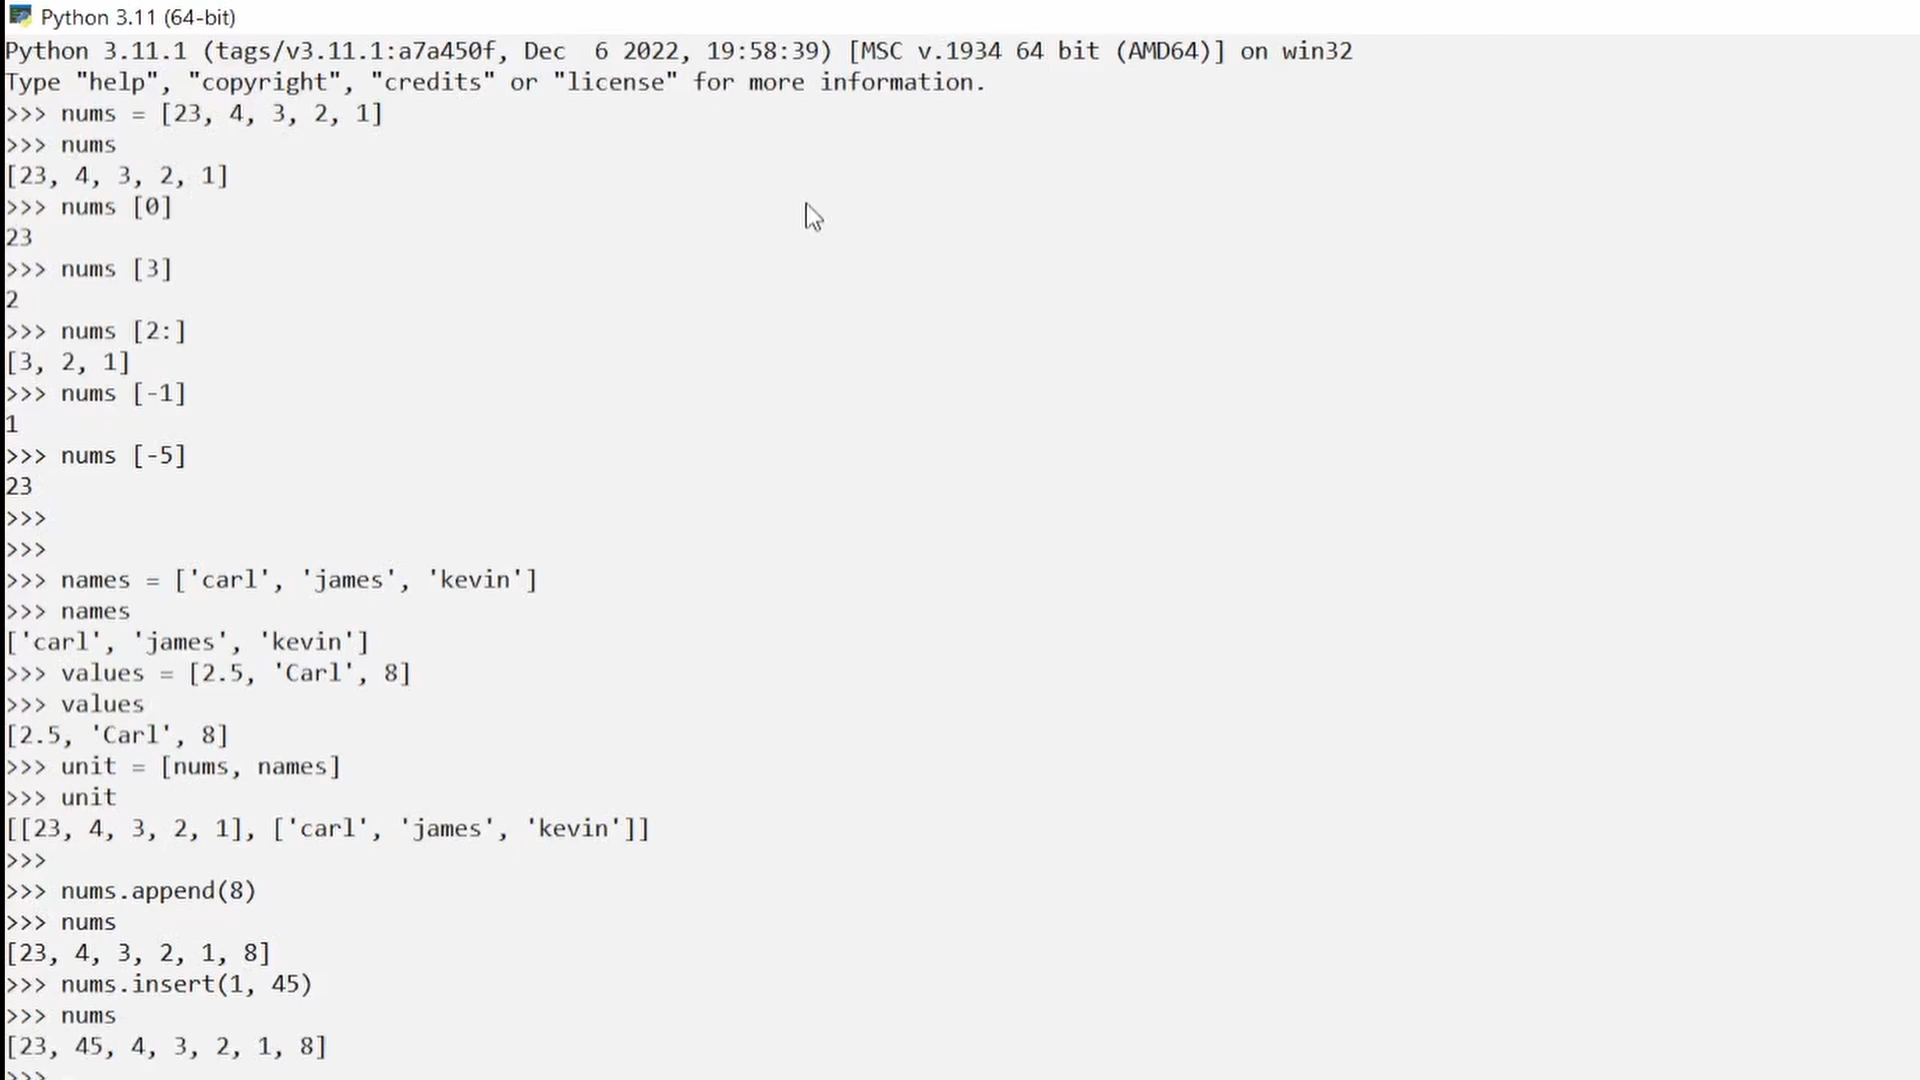 Python 3.11 (64-bit)
Python 3.11.1 (tags/v3.11.1:a7a450f, Dec  6 2022, 19:58:39) [MSC v.1934 64 bit (AMD64)] on win32
Type "help", "copyright", "credits" or "license" for more information.
>>> nums = [23, 4, 3, 2, 1]
>>> nums
[23, 4, 3, 2, 1]
>>> nums [0]
23
>>> nums [3]
2
>>> nums [2:]
[3, 2, 1]
>>> nums [-1]
1
>>> nums [-5]
23
>>>
>>>
>>> names = ['carl', 'james', 'kevin']
>>> names
['carl', 'james', 'kevin']
>>> values = [2.5, 'Carl', 8]
>>> values
[2.5, 'Carl', 8]
>>> unit = [nums, names]
>>> unit
[[23, 4, 3, 2, 1], ['carl', 'james', 'kevin']]
>>>
>>> nums.append(8)
>>> nums
[23, 4, 3, 2, 1, 8]
>>> nums.insert(1, 45)
>>> nums
[23, 45, 4, 3, 2, 1, 8]
>>>